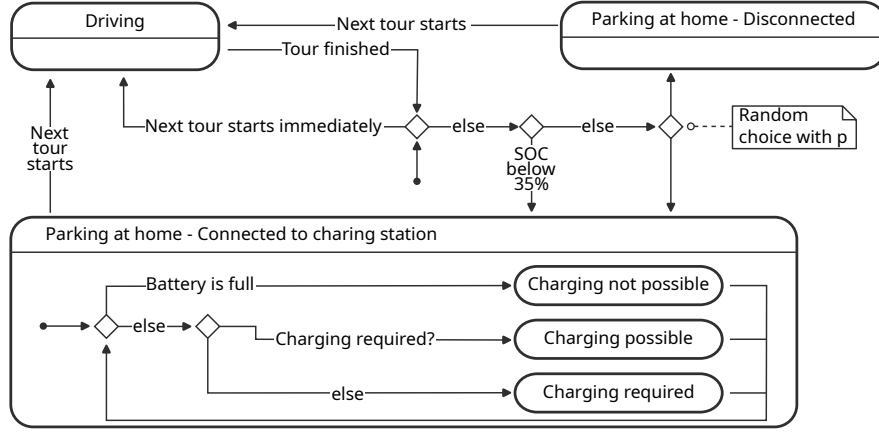 Driving
Next tour starts
Parking at home - Disconnected
Tour finished
Next tour starts immediately
else
else
Random
choice with p
Next
tour
starts
SOC
below
35%
Parking at home - Connected to charing station
Battery is full
Charging not possible
else
Charging required?
Charging possible
else
Charging required